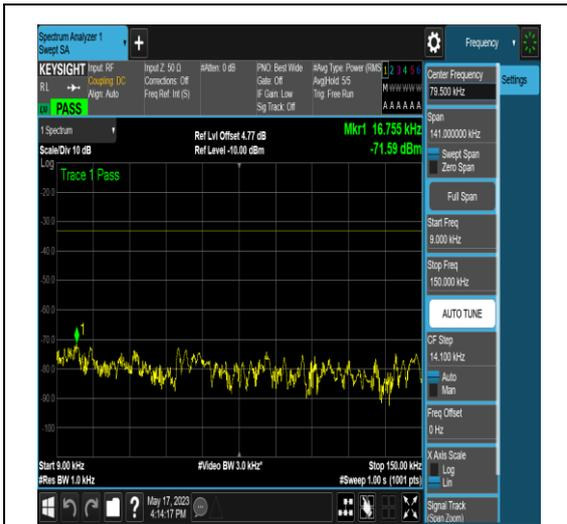 Spectrum Analyzer 1
Swept SA
Frequency
KEYSIGHT
Input: RF
Coupling: DC
Align: Auto
Input Z: 50 Ω
Corrections: Off
Freq Ref: Int (S)
#Atten: 0 dB
PNO: Best Wide
Gate: Off
IF Gain: Low
Sig Track: Off
#Avg Type: Power (RMS
Avg|Hold: 5/5
Trig: Free Run
1 2 3 4 5 6
M W W W W W
A A A A A A
PASS
1 Spectrum
Scale/Div 10 dB
Ref Lvl Offset 4.77 dB
Ref Level -10.00 dBm
Mkr1 16.755 kHz
-71.59 dBm
Log
Trace 1 Pass
-20.0
-30.0
-40.0
-50.0
-60.0
-70.0
-80.0
-90.0
-100
1
Start 9.00 kHz
#Res BW 1.0 kHz
#Video BW 3.0 kHz*
Stop 150.00 kHz
#Sweep 1.00 s (1001 pts)
May 17, 2023
4:14:17 PM
Settings
Center Frequency
79.500 kHz
Span
141.000000 kHz
Swept Span
Zero Span
Full Span
Start Freq
9.000 kHz
Stop Freq
150.000 kHz
AUTO TUNE
CF Step
14.100 kHz
Auto
Man
Freq Offset
0 Hz
X Axis Scale
Log
Lin
Signal Track
(Span Zoom)